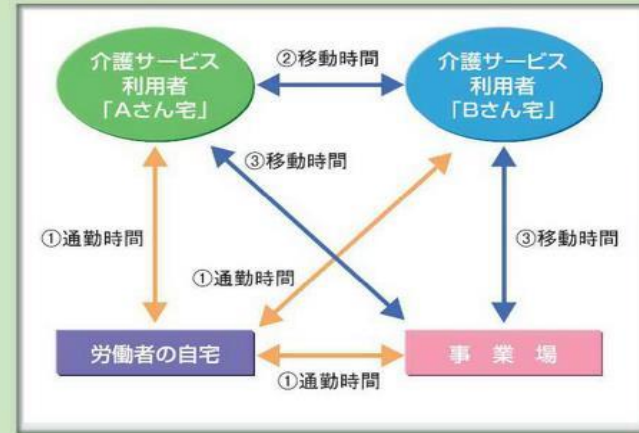 介護サービス
利用者
「Aさん宅」
②移動時間
介護サービス
利用者
「Bさん宅」
③移動時間
①通勤時間
③移動時間
①通勤時間
労働者の自宅
①通勤時間
事 業 場